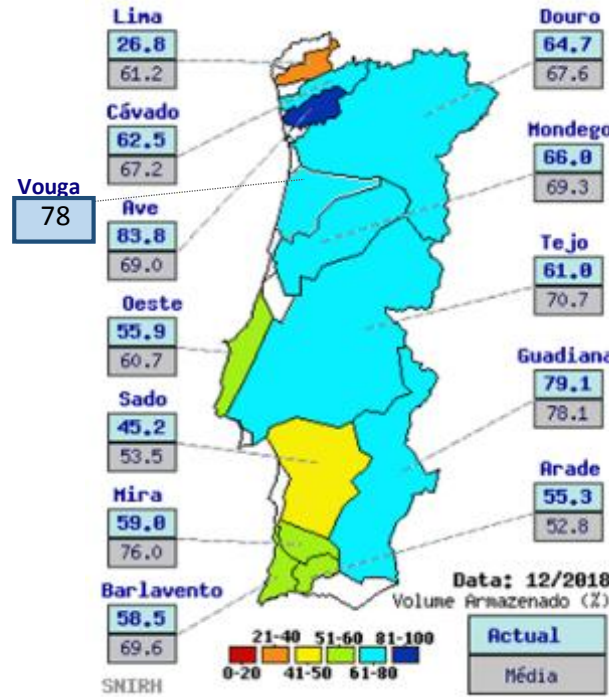 Lima
26.8
61.2
Cávado
62.5
67.2
Vouga
78
Ave
83.8
69.0
Oeste
55.9
60.7
Sado
45.2
53.5
Mira
59.0
76.0
Barlavento
58.5
69.6
Douro
64.7
67.6
Mondego
66.0
69.3
Tejo
61.0
70.7
Guadiana
79.1
78.1
Arade
55.3
52.8
Data: 12/2018
Volume Armazenado (%)
Actual
Média
21-40 51-60 81-100
0-20 41-50 61-80
SNIRH